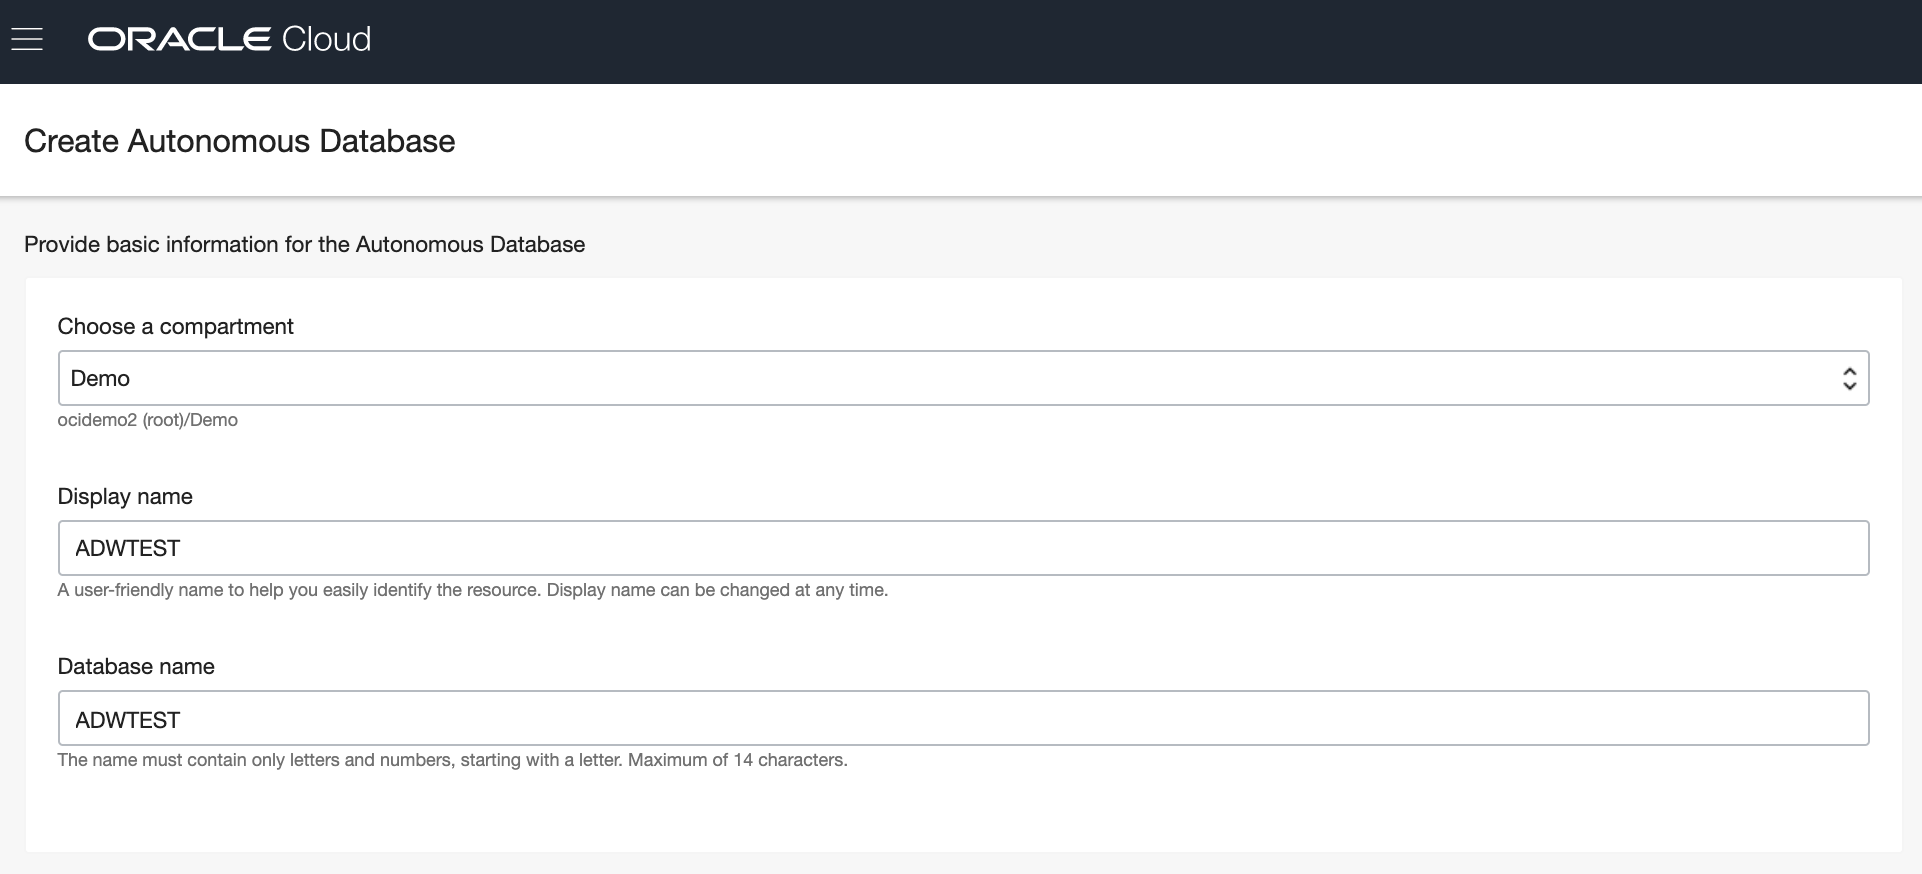 ORACLE Cloud
Create Autonomous Database
Provide basic information for the Autonomous Database
Choose a compartment
Demo
ocidemo2 (root)/Demo
Display name
ADWTEST
A user-friendly name to help you easily identify the resource. Display name can be changed at any time.
Database name
ADWTEST
The name must contain only letters and numbers, starting with a letter. Maximum of 14 characters.